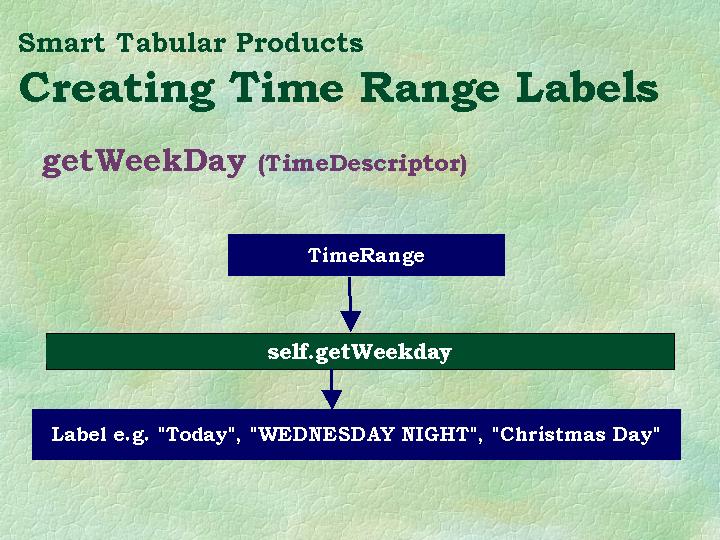 Smart Tabular Products
Creating Time Range Labels
getWeekDay (TimeDescriptor)
TimeRange
self.getWeekday
Label e.g. "Today", "WEDNESDAY NIGHT", "Christmas Day"